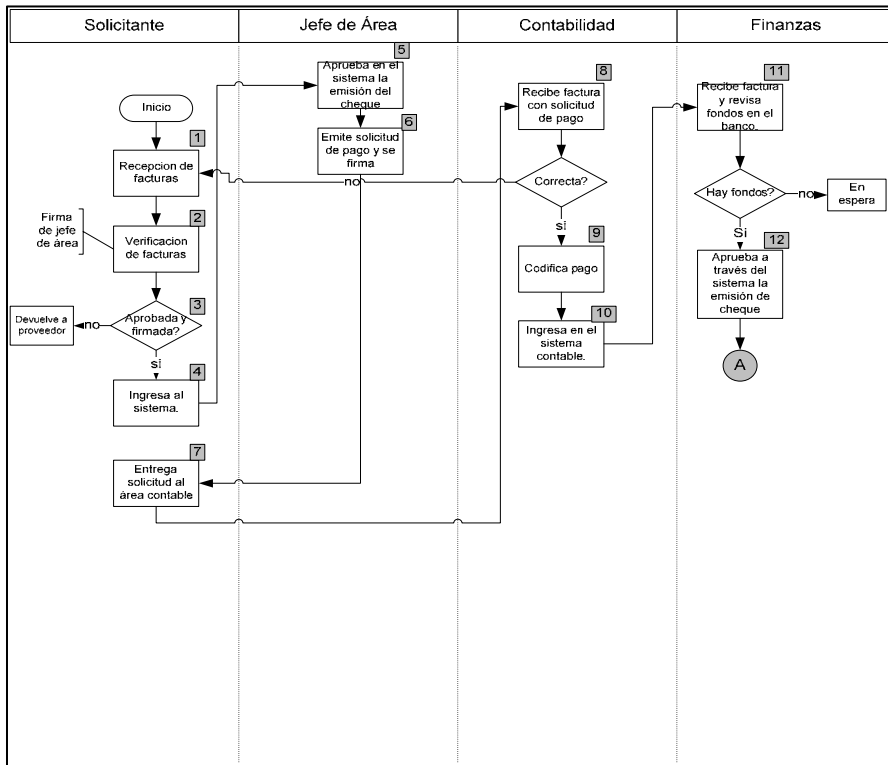 Solicitante
Jefe de Área
Contabilidad
Finanzas
Inicio
1
Recepcion de
facturas
Firma
de jefe
de área
2
Verificacion
de facturas
3
Aprobada y
firmada?
no
Devuelve a
proveedor
si
4
Ingresa al
sistema.
5
Aprueba en el
sistema la
emisión del
cheque
6
Emite solicitud
de pago y se
firma
7
Entrega
solicitud al
área contable
8
Recibe factura
con solicitud
de pago
Correcta?
no
si
9
Codifica pago
10
Ingresa en el
sistema
contable.
11
Recibe factura
y revisa
fondos en el
banco.
Hay fondos?
no
En
espera
Si
12
Aprueba a
través del
sistema la
emisión de
cheque
A